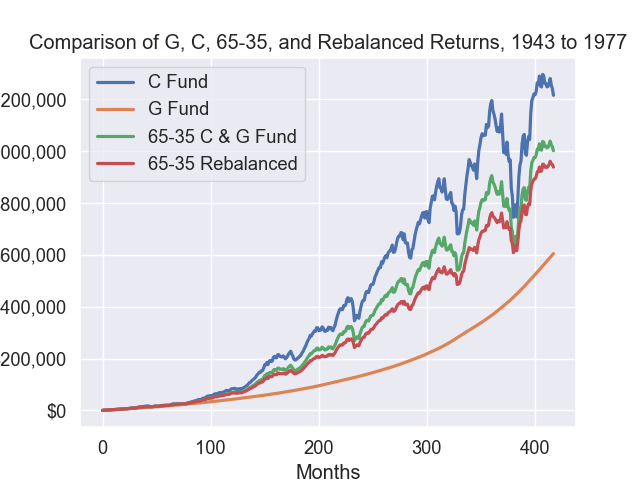 Comparison of G, C, 65-35, and Rebalanced Returns, 1943 to 1977
C Fund
G Fund
65-35 C & G Fund
65-35 Rebalanced
200,000
000,000
800,000
600,000
400,000
200,000
$0
0 100 200 300 400
Months